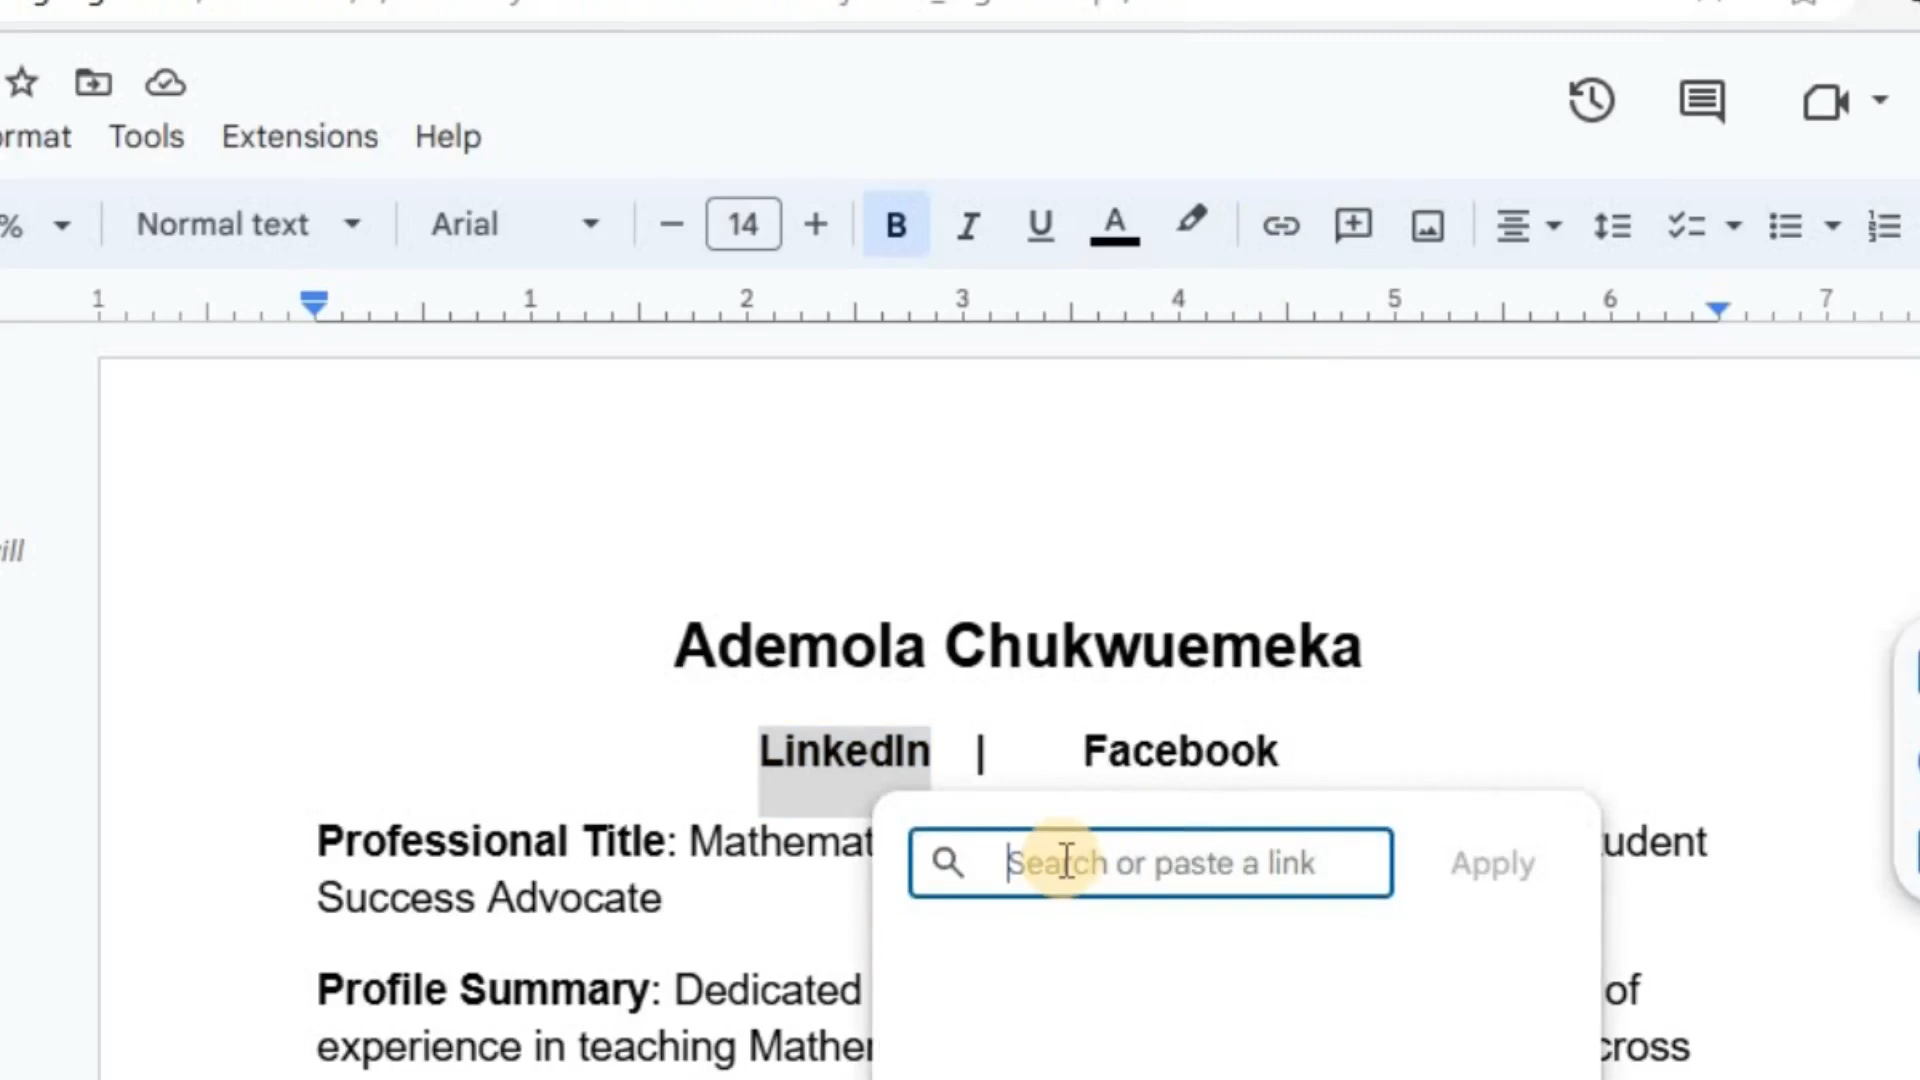 Tools Extensions Help
% Normal text Arial 14 B I U A
1 1 2 3 4 5 6 7
Ademola Chukwuemeka
LinkedIn | Facebook
Search or paste a link Apply
Professional Title: Mathemat udent
Success Advocate
Profile Summary: Dedicated of
experience in teaching Mather cross